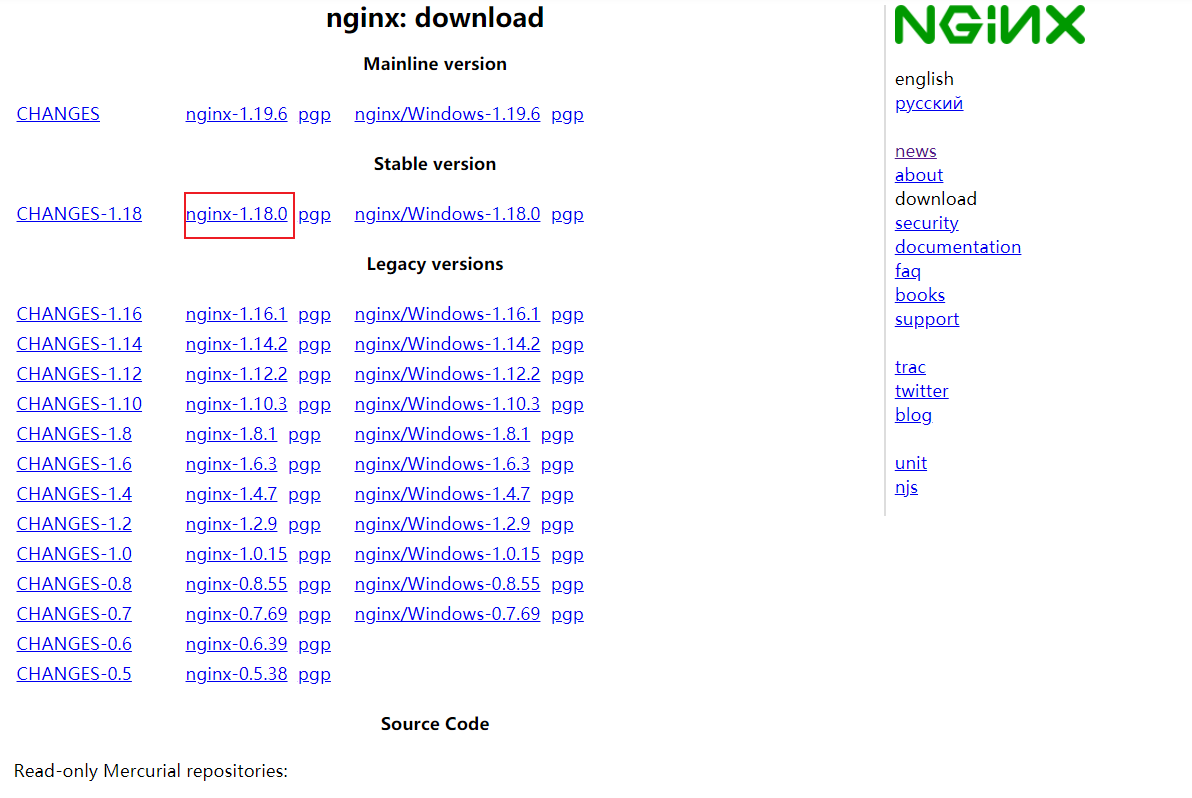 nginx: download
Mainline version
CHANGES nginx-1.19.6 pgp nginx/Windows-1.19.6 pgp
Stable version
CHANGES-1.18 nginx-1.18.0 pgp nginx/Windows-1.18.0 pgp
Legacy versions
CHANGES-1.16 nginx-1.16.1 pgp nginx/Windows-1.16.1 pgp
CHANGES-1.14 nginx-1.14.2 pgp nginx/Windows-1.14.2 pgp
CHANGES-1.12 nginx-1.12.2 pgp nginx/Windows-1.12.2 pgp
CHANGES-1.10 nginx-1.10.3 pgp nginx/Windows-1.10.3 pgp
CHANGES-1.8 nginx-1.8.1 pgp nginx/Windows-1.8.1 pgp
CHANGES-1.6 nginx-1.6.3 pgp nginx/Windows-1.6.3 pgp
CHANGES-1.4 nginx-1.4.7 pgp nginx/Windows-1.4.7 pgp
CHANGES-1.2 nginx-1.2.9 pgp nginx/Windows-1.2.9 pgp
CHANGES-1.0 nginx-1.0.15 pgp nginx/Windows-1.0.15 pgp
CHANGES-0.8 nginx-0.8.55 pgp nginx/Windows-0.8.55 pgp
CHANGES-0.7 nginx-0.7.69 pgp nginx/Windows-0.7.69 pgp
CHANGES-0.6 nginx-0.6.39 pgp
CHANGES-0.5 nginx-0.5.38 pgp
Source Code
Read-only Mercurial repositories:
NGINX
english
русский
news
about
download
security
documentation
faq
books
support
trac
twitter
blog
unit
njs